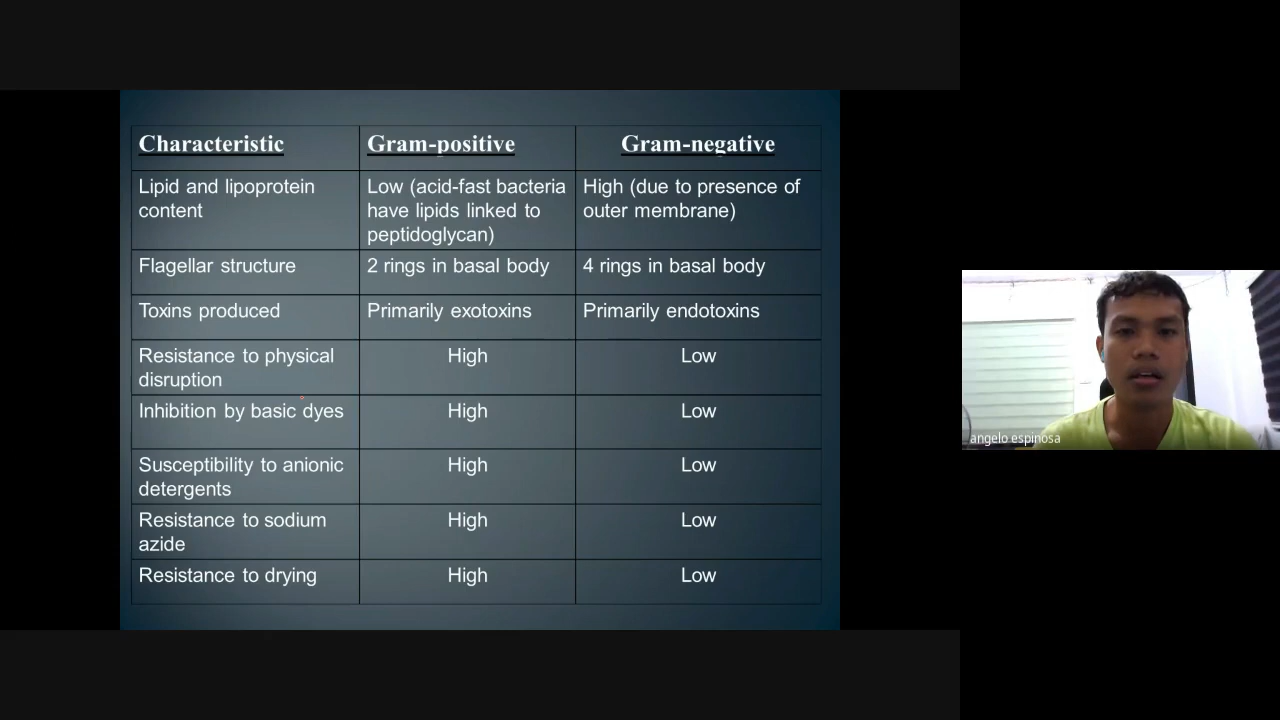 Characteristic Gram-positive Gram-negative
Lipid and lipoprotein content Low (acid-fast bacteria have lipids linked to peptidoglycan) High (due to presence of outer membrane)
Flagellar structure 2 rings in basal body 4 rings in basal body
Toxins produced Primarily exotoxins Primarily endotoxins
Resistance to physical disruption High Low
Inhibition by basic dyes High Low
Susceptibility to anionic detergents High Low
Resistance to sodium azide High Low
Resistance to drying High Low
angelo espinosa